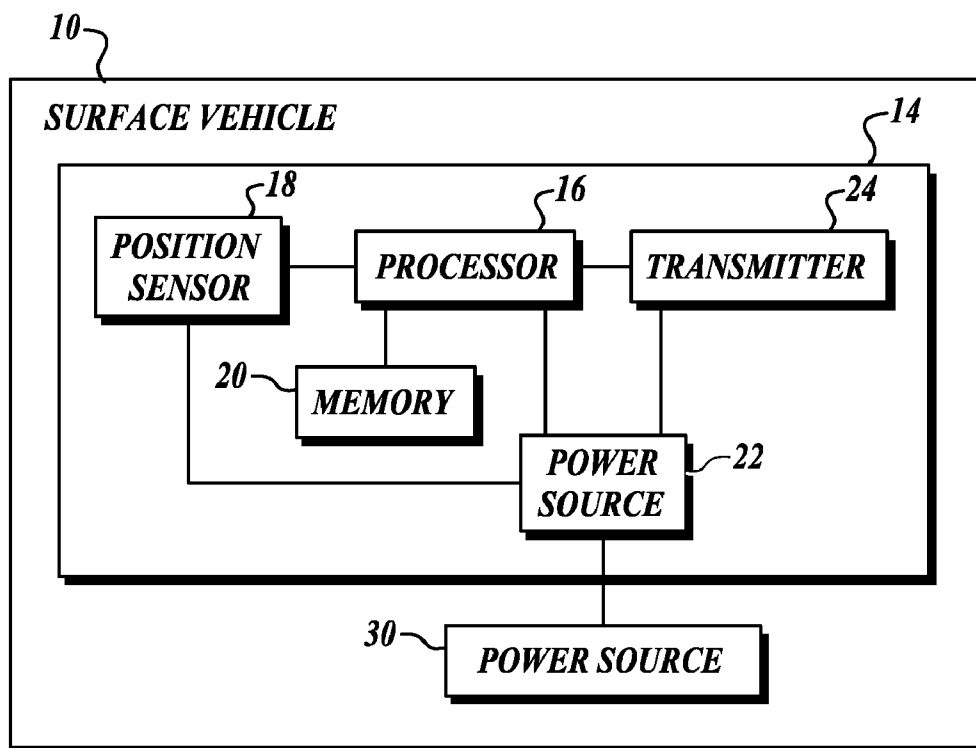 10
SURFACE VEHICLE
14
18
16
24
POSITION
SENSOR
PROCESSOR
TRANSMITTER
20
MEMORY
POWER
SOURCE
22
30
POWER SOURCE